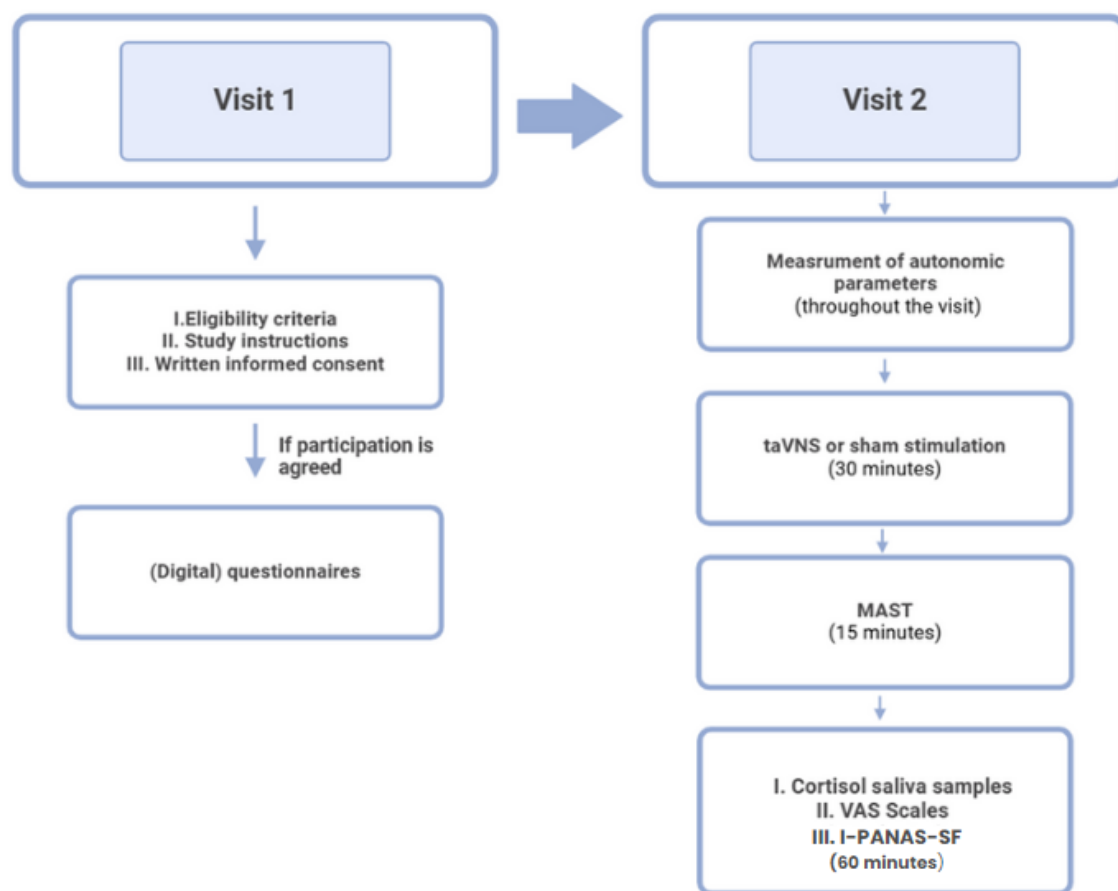 Visit 1
I.Eligibility criteria
II. Study instructions
III. Written informed consent
If participation is
agreed
(Digital) questionnaires
Visit 2
Measrument of autonomic
parameters
(throughout the visit)
taVNS or sham stimulation
(30 minutes)
MAST
(15 minutes)
I. Cortisol saliva samples
II. VAS Scales
III. I-PANAS-SF
(60 minutes)